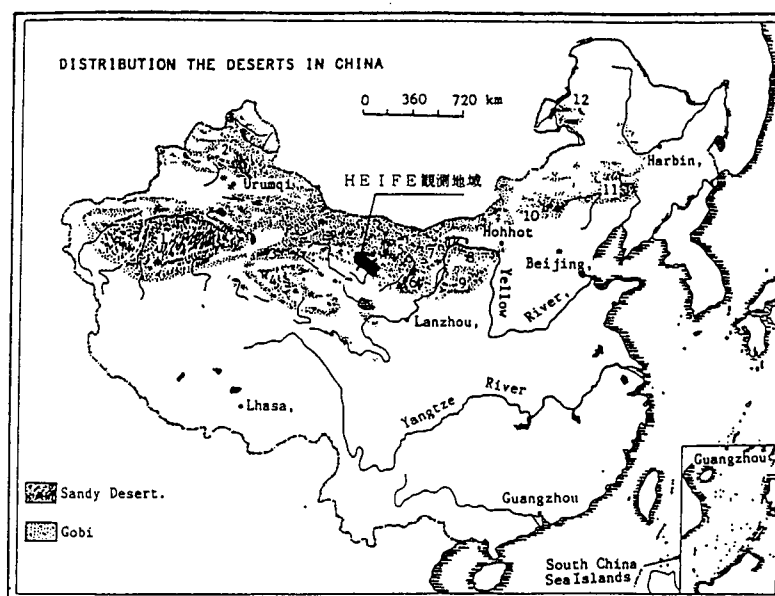 DISTRIBUTION THE DESERTS IN CHINA
0 360 720 km
12
Harbin,
2
Urumqi
HEIFE観測地域
11
10
Hohhot
7
8
Beijing,
9
Yellow
River,
Lanzhou,
Lhasa,
Yangtze River
Sandy Desert.
Gobi
Guangzhou
Guangzhou
South China
Sea Islands